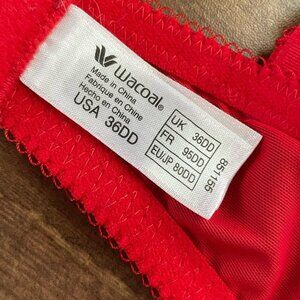 wacoal®
Made in China
Fabrique en Chine
Hecho en China
USA 36DD
UK 36DD
FR 95DD
EU/JP 80DD
851155